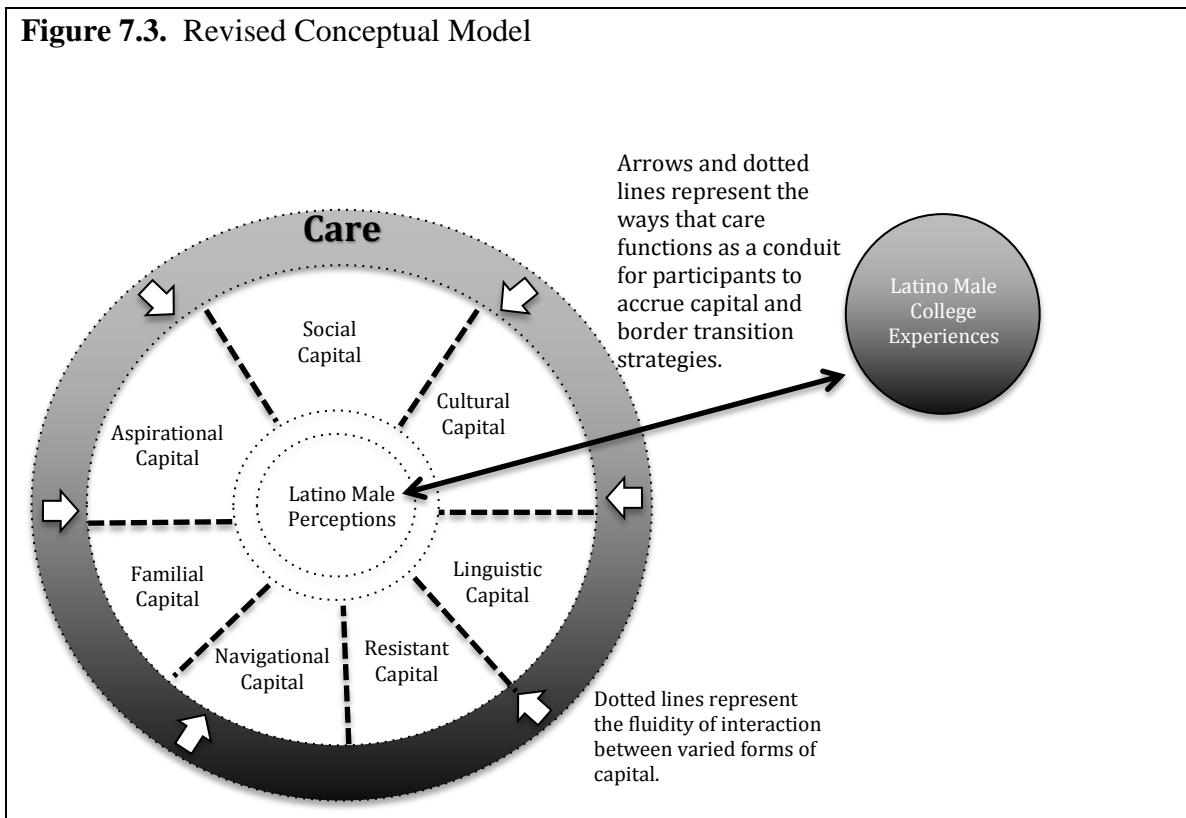 Figure 7.3. Revised Conceptual Model
Arrows and dotted
lines represent the
ways that care
functions as a conduit
for participants to
accrue capital and
border transition
strategies.
Care
Latino Male
College
Experiences
Social
Capital
Cultural
Capital
Aspirational
Capital
Latino Male
Perceptions
Familial
Capital
Linguistic
Capital
Navigational
Capital
Resistant
Capital
Dotted lines represent
the fluidity of interaction
between varied forms of
capital.